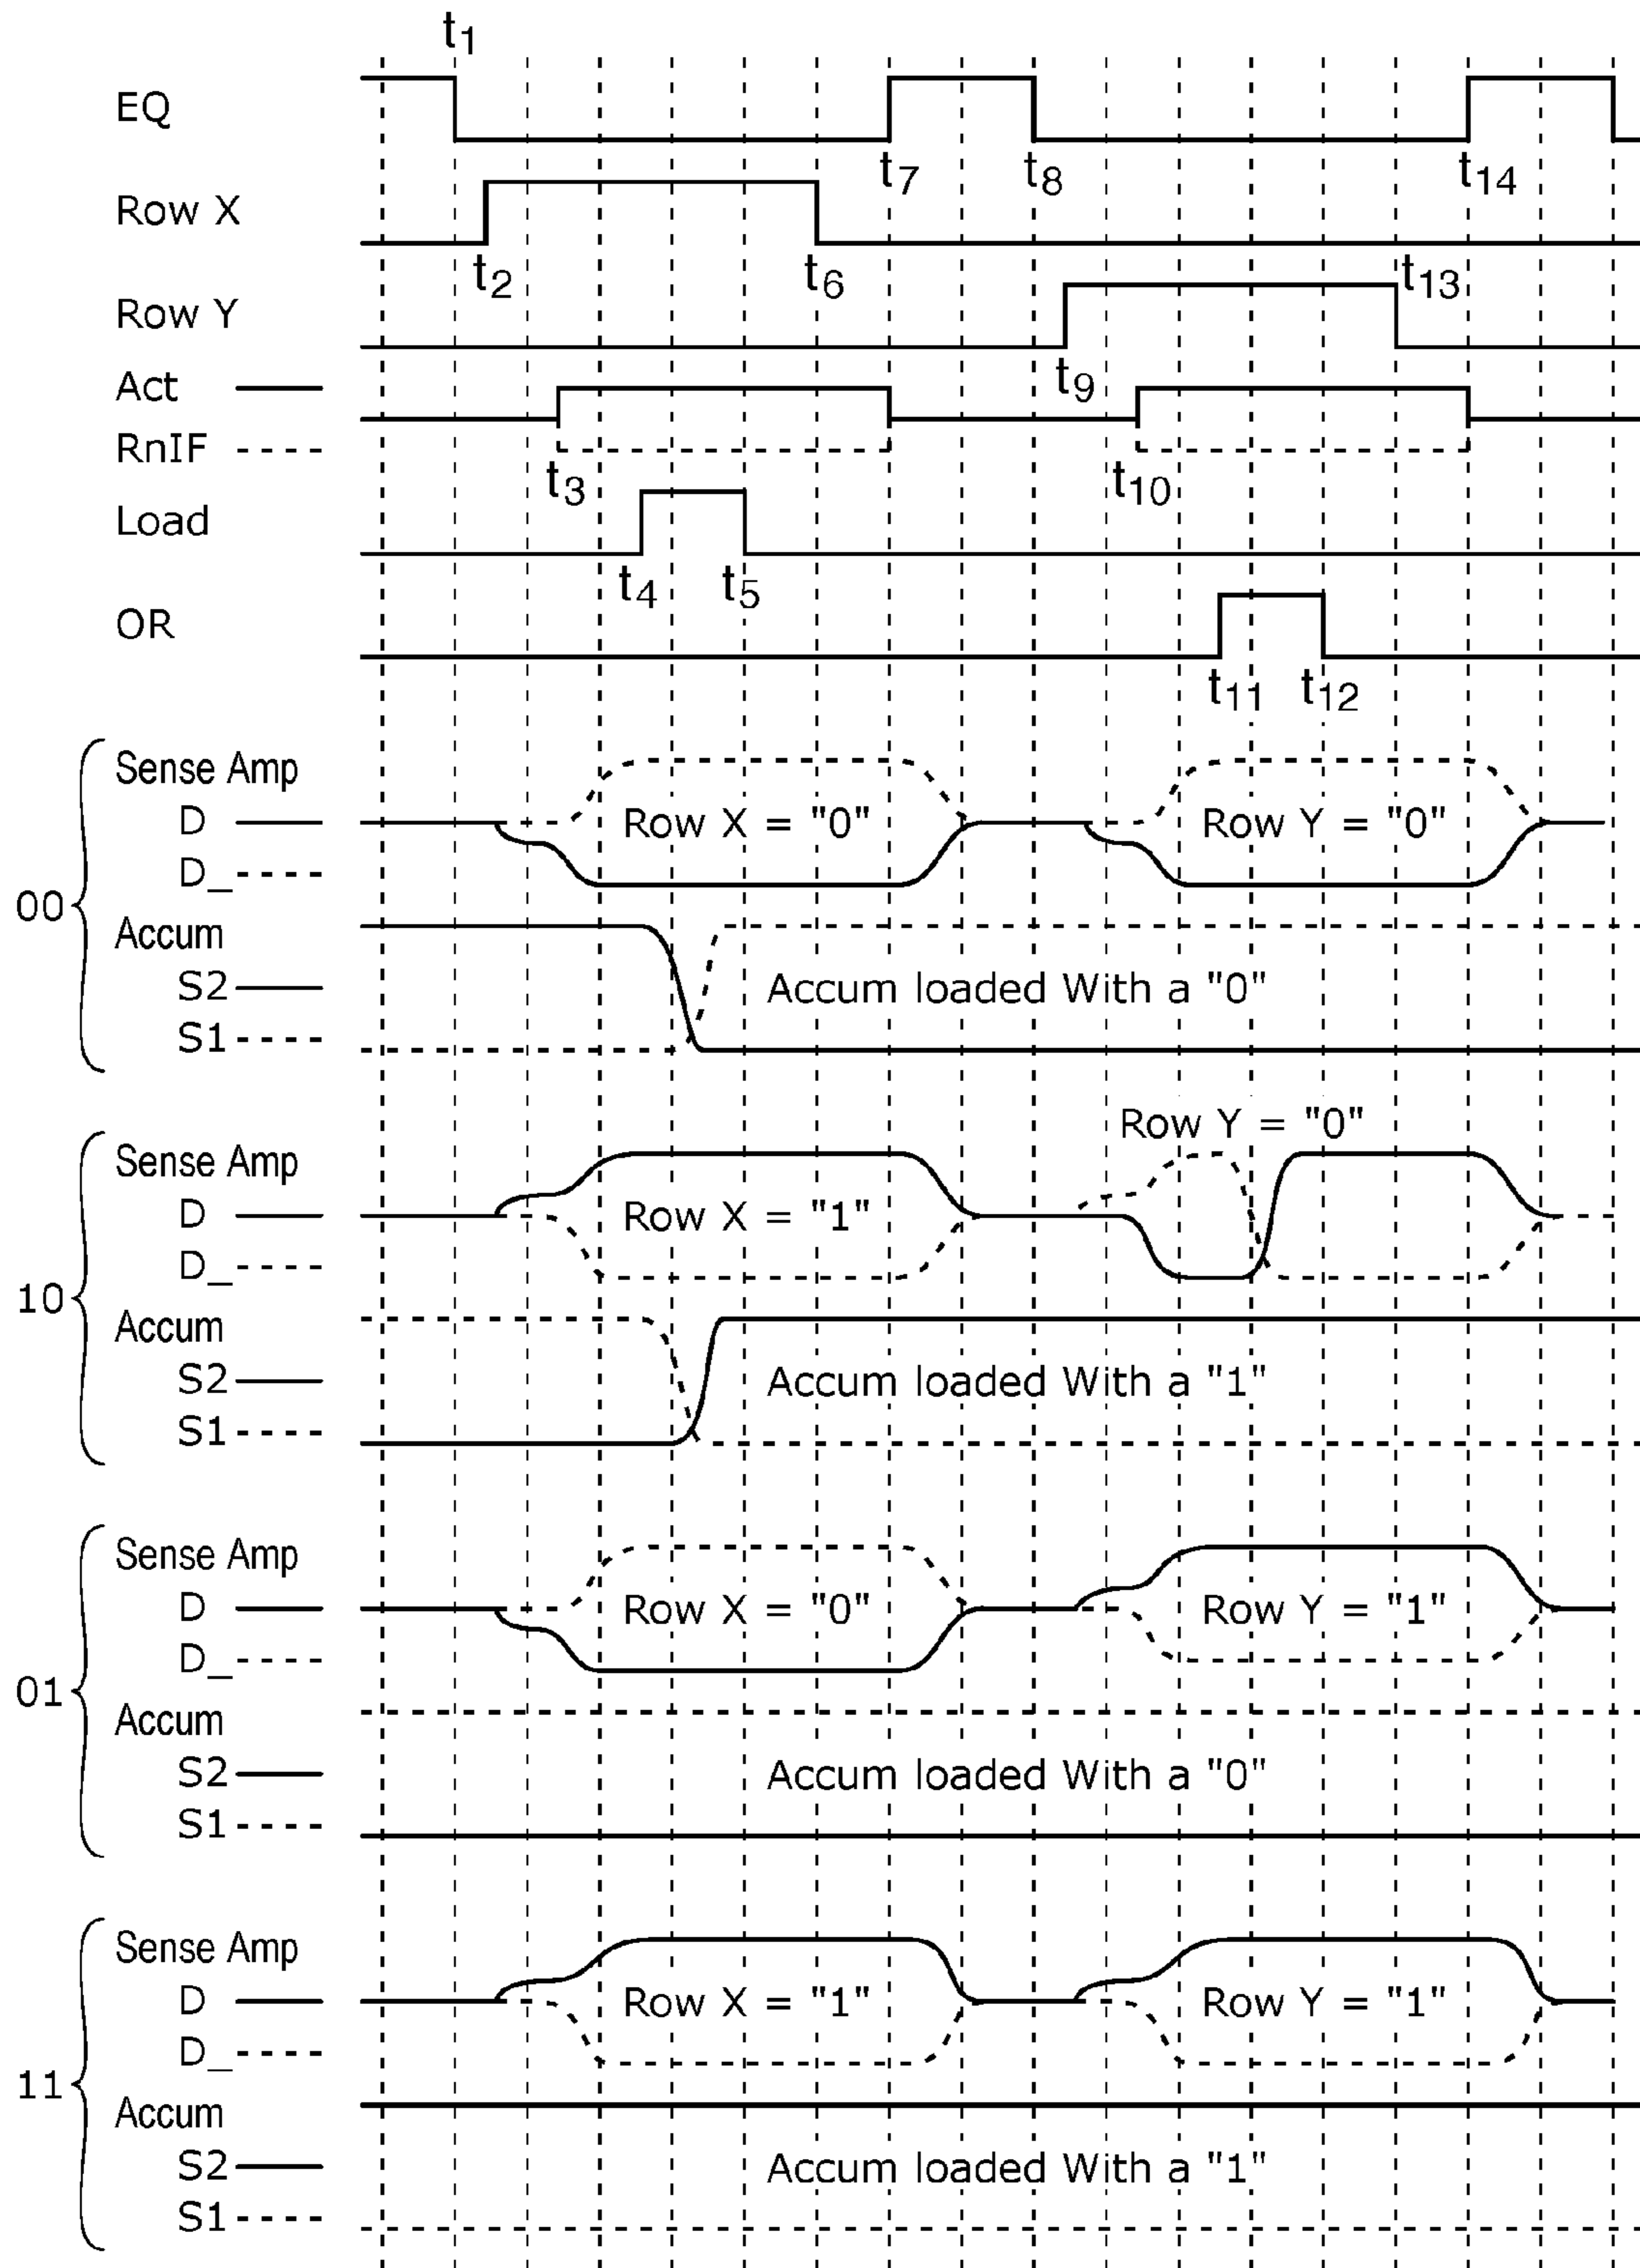 t1
EQ
t7 t8 t14
Row X
t2 t6 t13
Row Y
t9
Act
RnIF
t3 t10
Load
t4 t5
OR
t11 t12
00
Sense Amp
D Row X = "0" Row Y = "0"
D_
Accum
S2 Accum loaded With a "0"
S1
Row Y = "0"
10
Sense Amp
D Row X = "1"
D_
Accum
S2 Accum loaded With a "1"
S1
01
Sense Amp
D Row X = "0" Row Y = "1"
D_
Accum
S2 Accum loaded With a "0"
S1
11
Sense Amp
D Row X = "1" Row Y = "1"
D_
Accum
S2 Accum loaded With a "1"
S1